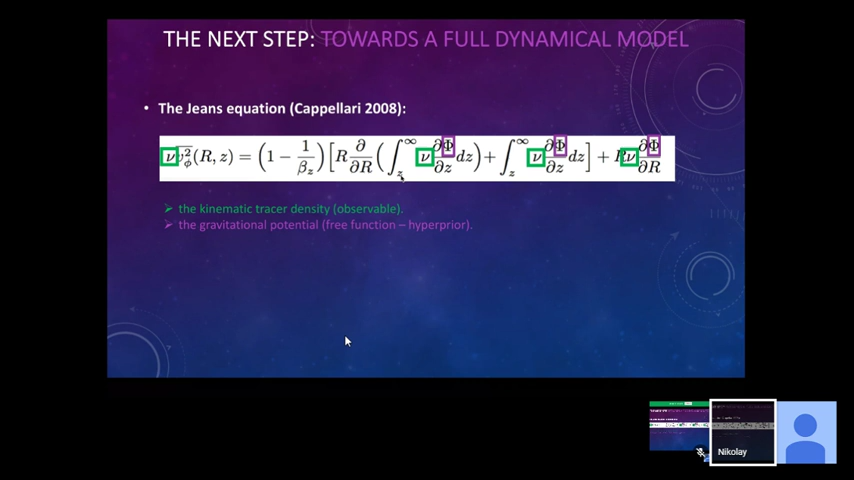 THE NEXT STEP: TOWARDS A FULL DYNAMICAL MODEL
• The Jeans equation (Cappellari 2008):
ν v̅²_ϕ (R, z) = (1 − 1/β_z) [R ∂/∂R (∫_z^∞ ν ∂Φ/∂z dz) + ∫_z^∞ ν ∂Φ/∂z dz] + Rν ∂Φ/∂R
➢ the kinematic tracer density (observable).
➢ the gravitational potential (free function – hyperprior).
Nikolay